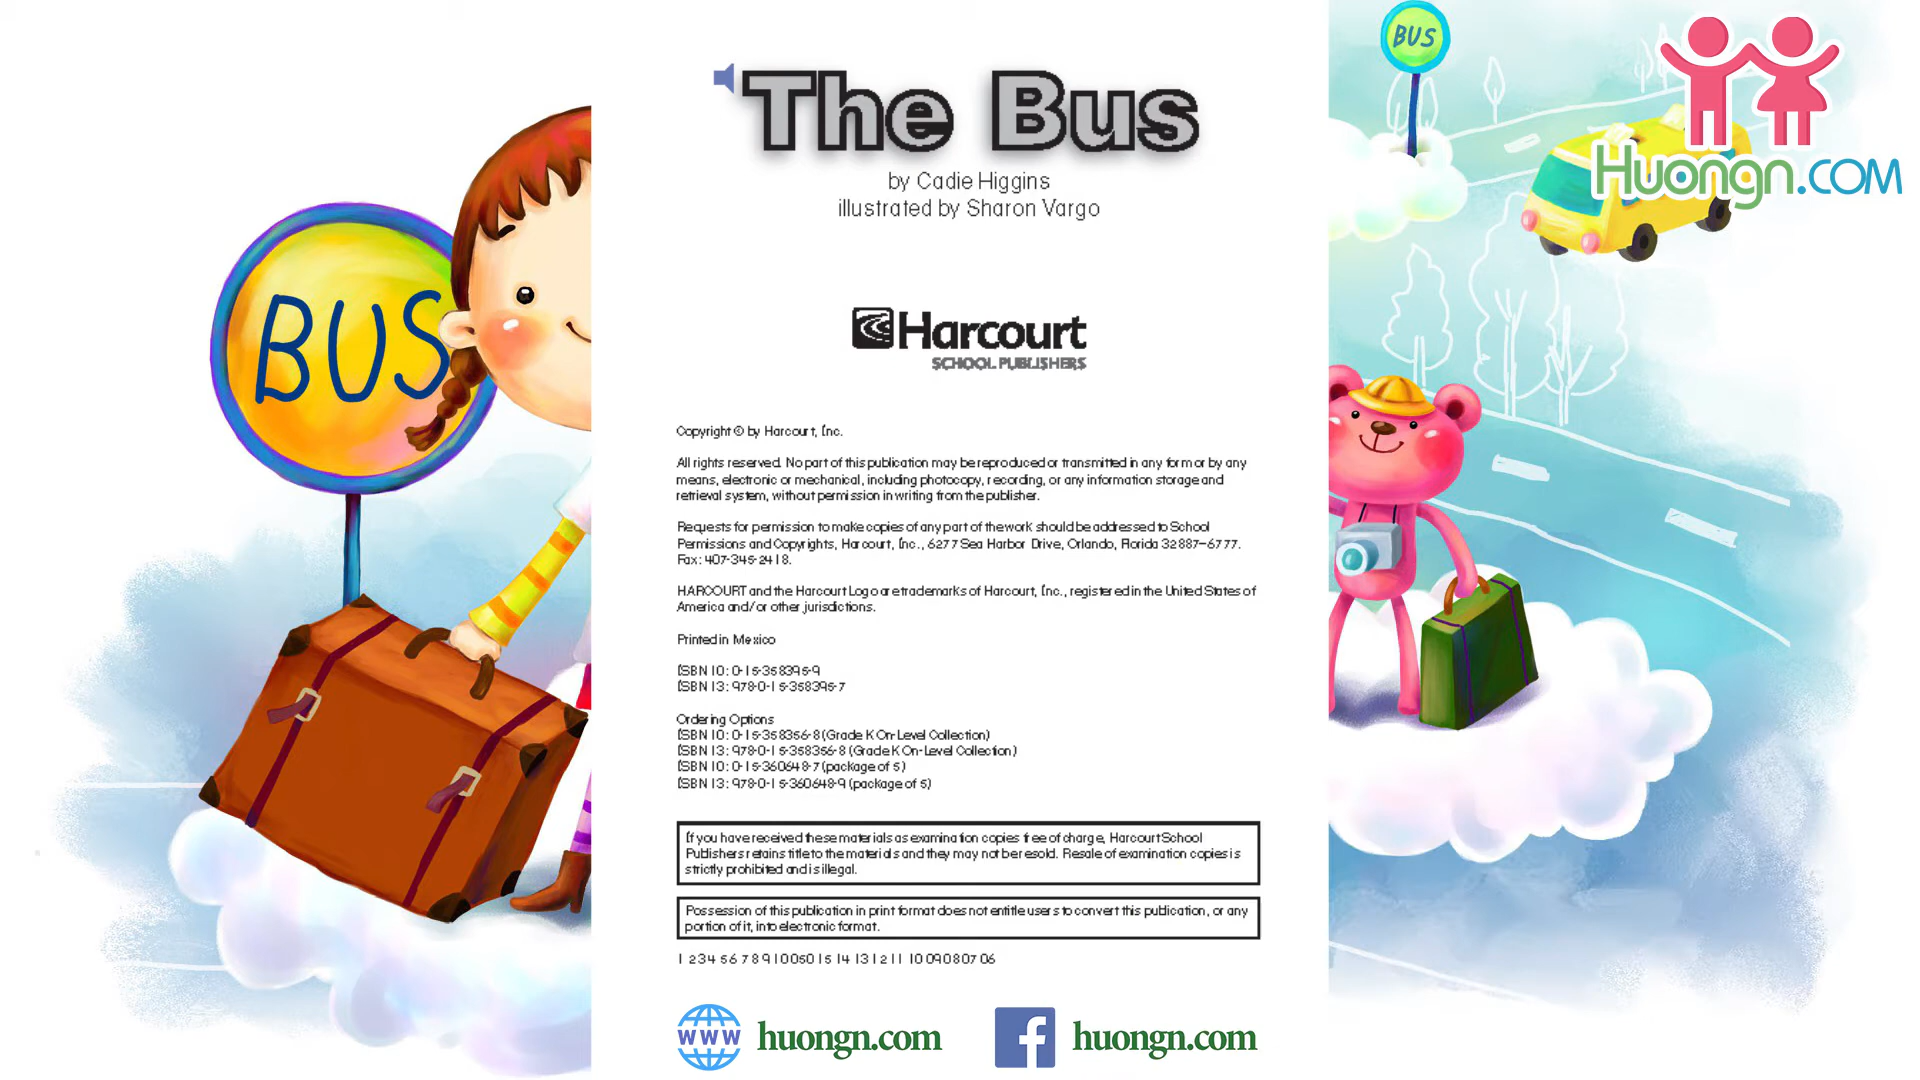 The Bus
by Cadie Higgins
illustrated by Sharon Vargo
BUS
BUS
Huongn.COM
Harcourt
SCHOOL PUBLISHERS
Copyright © by Harcourt, Inc.
All rights reserved. No part of this publication may be reproduced or transmitted in any form or by any
means, electronic or mechanical, including photocopy, recording, or any information storage and
retrieval system, without permission in writing from the publisher.
Requests for permission to make copies of any part of the work should be addressed to School
Permissions and Copyrights, Harcourt, Inc., 6277 Sea Harbor Drive, Orlando, Florida 32887–6777.
Fax: 407-345-2418.
HARCOURT and the Harcourt Logo are trademarks of Harcourt, Inc., registered in the United States of
America and/or other jurisdictions.
Printed in Mexico
ISBN 10: 0-15-358395-9
ISBN 13: 978-0-15-358395-7
Ordering Options
ISBN 10: 0-15-358356-8 (Grade K On-Level Collection)
ISBN 13: 978-0-15-358356-8 (Grade K On-Level Collection)
ISBN 10: 0-15-360648-7 (package of 5)
ISBN 13: 978-0-15-360648-9 (package of 5)
If you have received these materials as examination copies free of charge, Harcourt School
Publishers retains title to the materials and they may not be resold. Resale of examination copies is
strictly prohibited and is illegal.
Possession of this publication in print format does not entitle users to convert this publication, or any
portion of it, into electronic format.
1 2 3 4 5 6 7 8 9 10 050 15 14 13 12 11 10 09 08 07 06
WWW huongn.com
f huongn.com